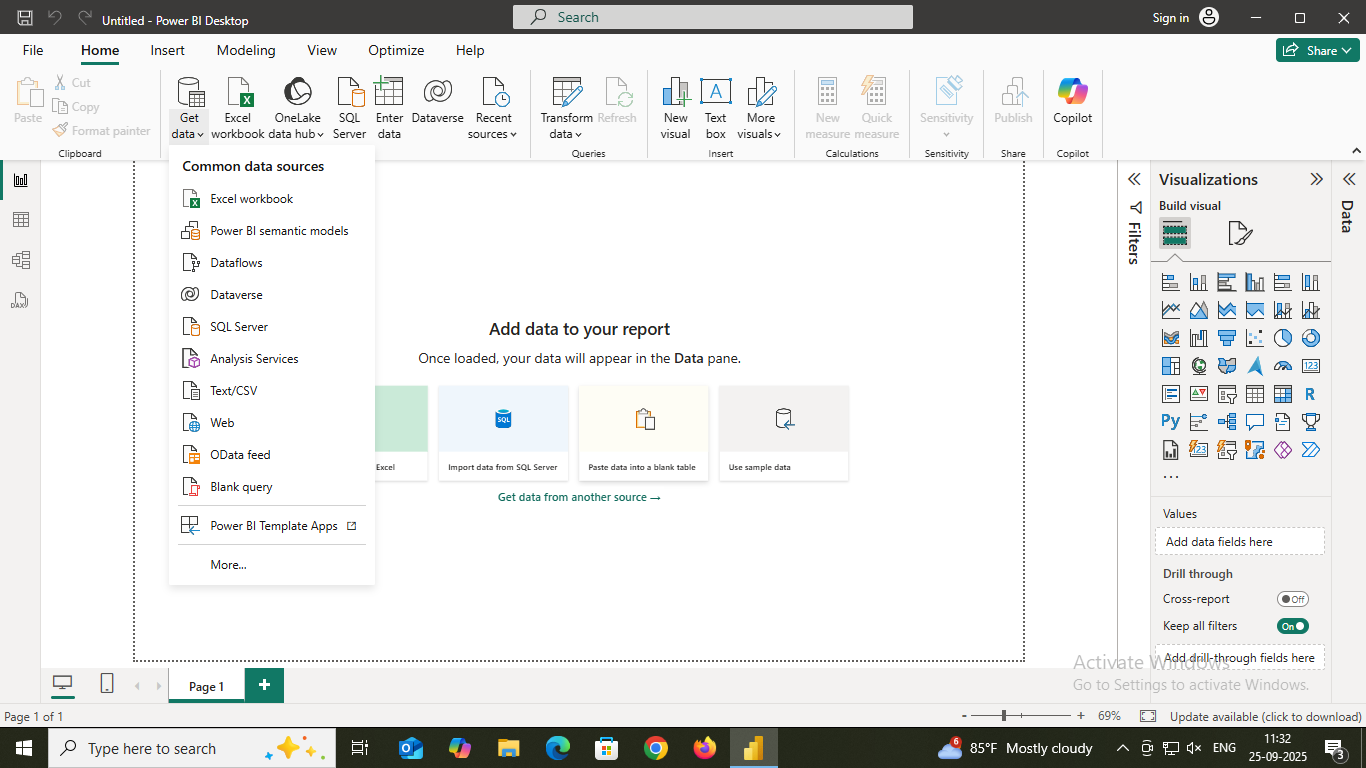 Untitled - Power BI Desktop
Search
Sign in
File
Home
Insert
Modeling
View
Optimize
Help
Share
Paste
Cut
Copy
Format painter
Clipboard
Get data
Excel workbook
OneLake data hub
SQL Server
Enter data
Dataverse
Recent sources
Transform data
Refresh
Queries
New visual
Text box
More visuals
Insert
New measure
Quick measure
Calculations
Sensitivity
Sensitivity
Publish
Share
Copilot
Copilot
Common data sources
Excel workbook
Power BI semantic models
Dataflows
Dataverse
SQL Server
Analysis Services
Text/CSV
Web
OData feed
Blank query
Power BI Template Apps
More...
Add data to your report
Once loaded, your data will appear in the Data pane.
Excel
SQL
Import data from SQL Server
Paste data into a blank table
Use sample data
Get data from another source →
Filters
Visualizations
Build visual
Data
DAX
123
R
Py
123
...
Values
Add data fields here
Drill through
Cross-report
Off
Keep all filters
On
Add drill-through fields here
Activate Windows
Go to Settings to activate Windows.
Page 1
+
Page 1 of 1
-
+
69%
Update available (click to download)
Type here to search
6
85°F Mostly cloudy
ENG
11:32
25-09-2025
3